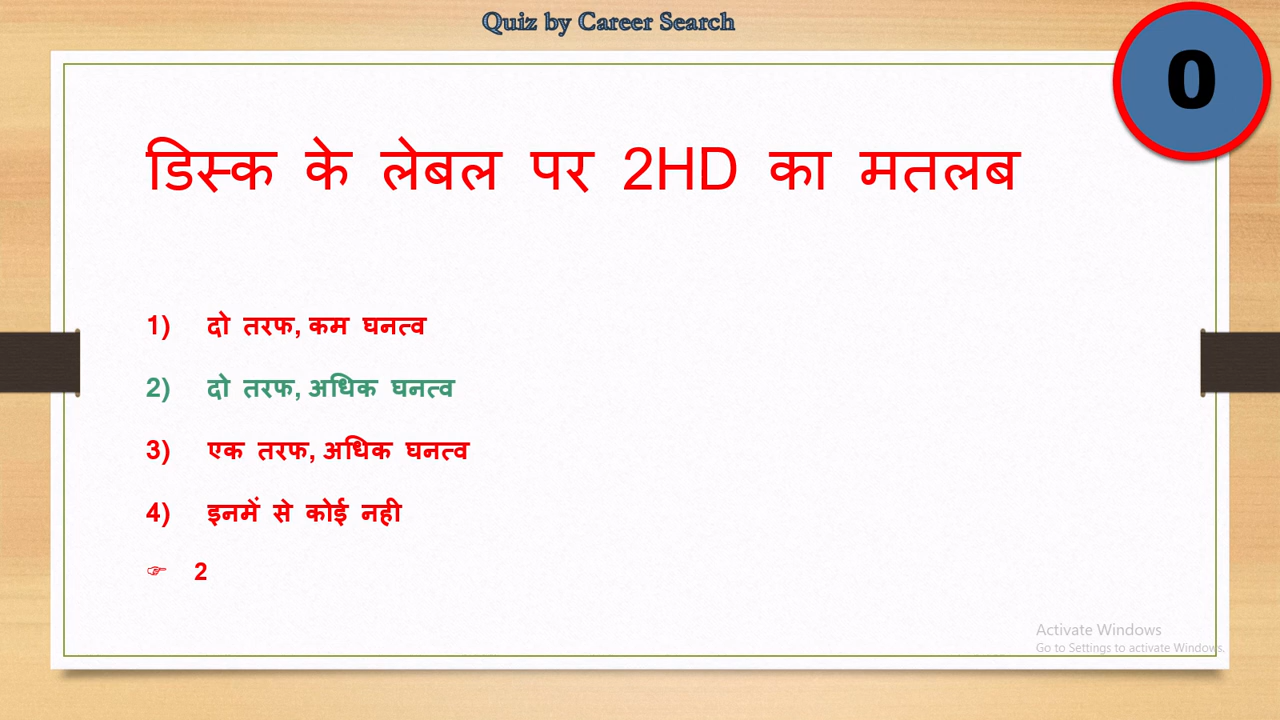 Quiz by Career Search
0
डिस्क के लेबल पर 2HD का मतलब
1) दो तरफ, कम घनत्व
2) दो तरफ, अधिक घनत्व
3) एक तरफ, अधिक घनत्व
4) इनमें से कोई नही
☞ 2
Activate Windows
Go to Settings to activate Windows.